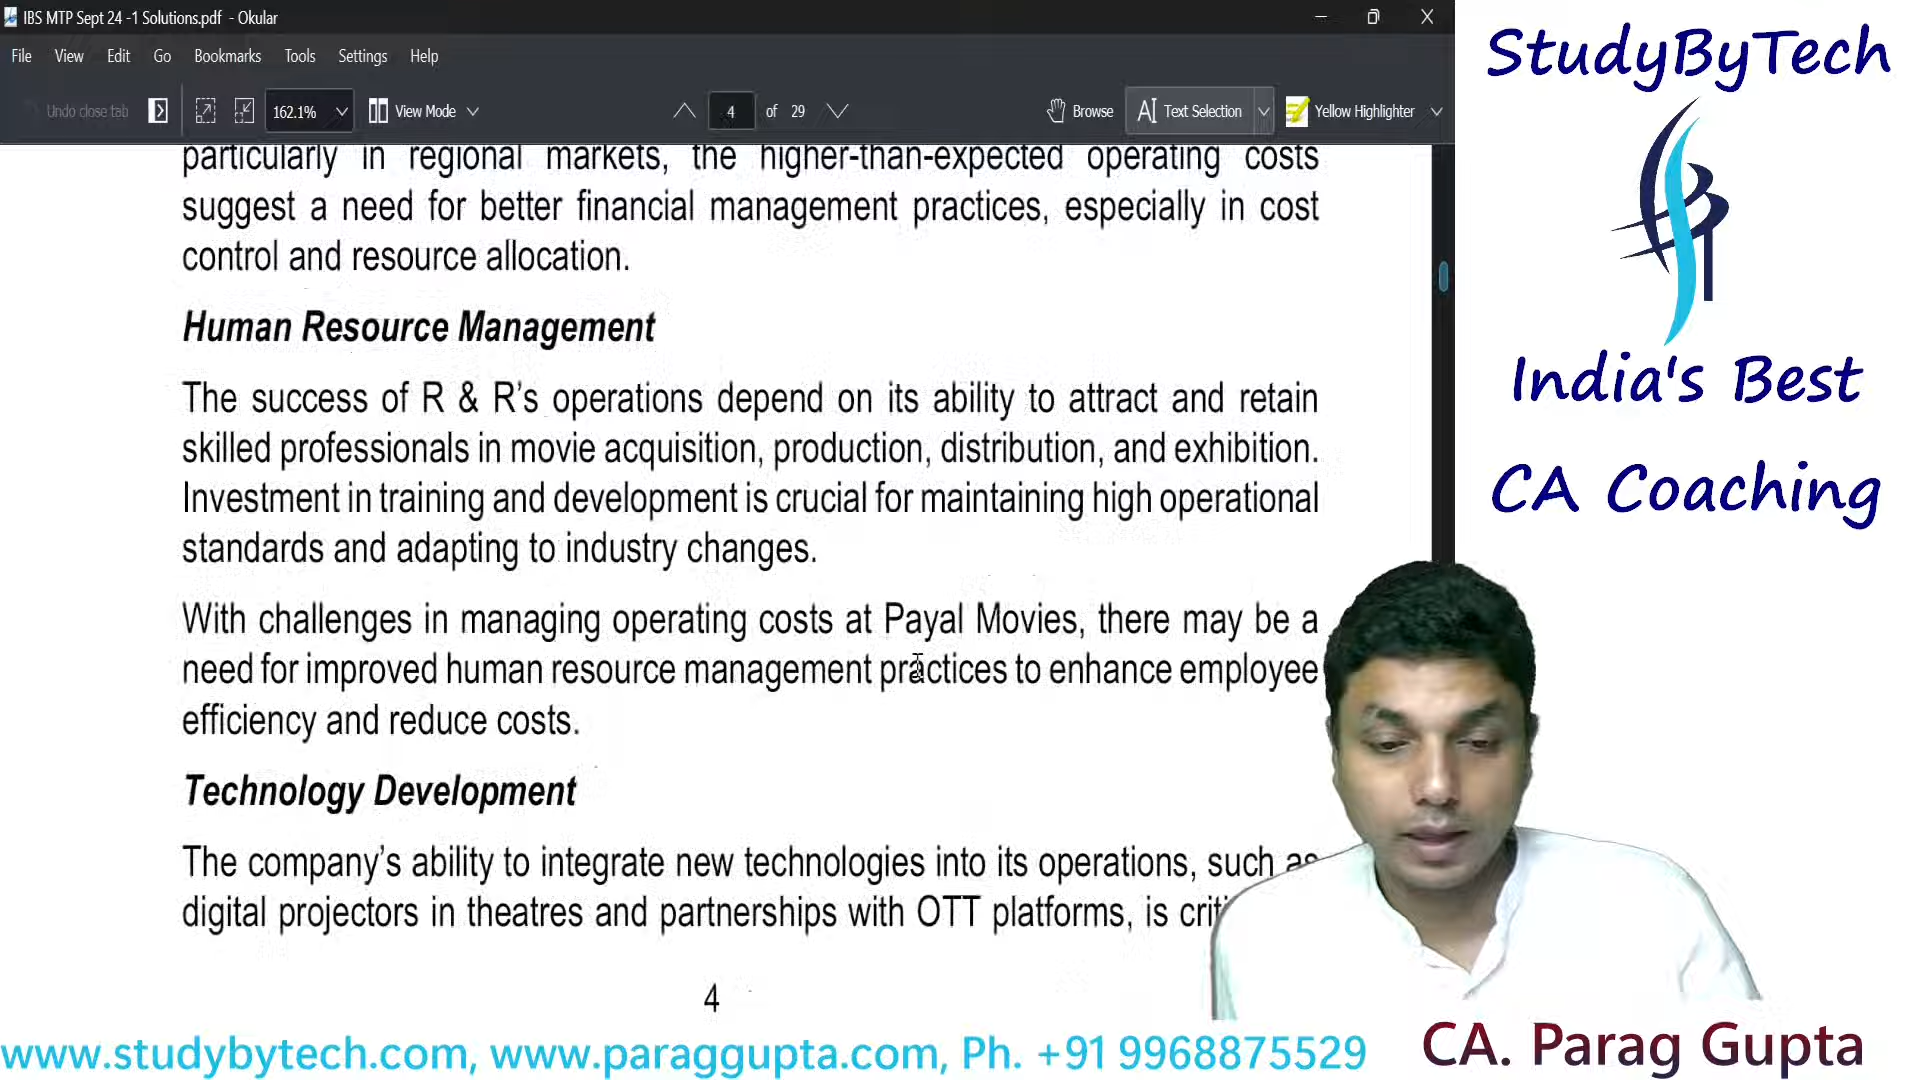 IBS MTP Sept 24 -1 Solutions.pdf - Okular
File View Edit Go Bookmarks Tools Settings Help
Undo close tab 162.1% View Mode 4 of 29 Browse Text Selection Yellow Highlighter
particularly in regional markets, the higher-than-expected operating costs
suggest a need for better financial management practices, especially in cost
control and resource allocation.
Human Resource Management
The success of R & R's operations depend on its ability to attract and retain
skilled professionals in movie acquisition, production, distribution, and exhibition.
Investment in training and development is crucial for maintaining high operational
standards and adapting to industry changes.
With challenges in managing operating costs at Payal Movies, there may be a
need for improved human resource management practices to enhance employee
efficiency and reduce costs.
Technology Development
The company's ability to integrate new technologies into its operations, such as
digital projectors in theatres and partnerships with OTT platforms, is
4
StudyByTech
India's Best
CA Coaching
www.studybytech.com, www.paraggupta.com, Ph. +91 9968875529
CA. Parag Gupta